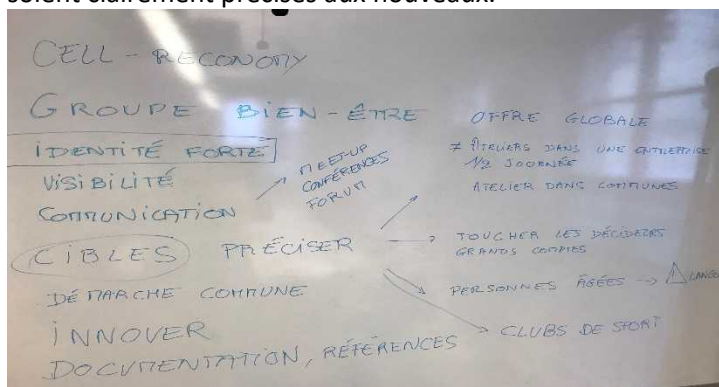 soient clairement précisés aux nouveaux.
CELL - RECONOMY
GROUPE BIEN-ÊTRE
IDENTITÉ FORTE
VISIBILITÉ
COMMUNICATION
MEET-UP
CONFÉRENCES
FORUM
CIBLES PRÉCISER
DÉMARCHE COMMUNE
INNOVER
DOCUMENTATION, RÉFÉRENCES
OFFRE GLOBALE
≠ ATELIERS DANS UNE ENTREPRISE
1/2 JOURNÉE
ATELIER DANS COMMUNES
→ TOUCHER LES DÉCIDEURS
GRANDS COMPTES
PERSONNES ÂGÉES →
CLUBS DE SPORT